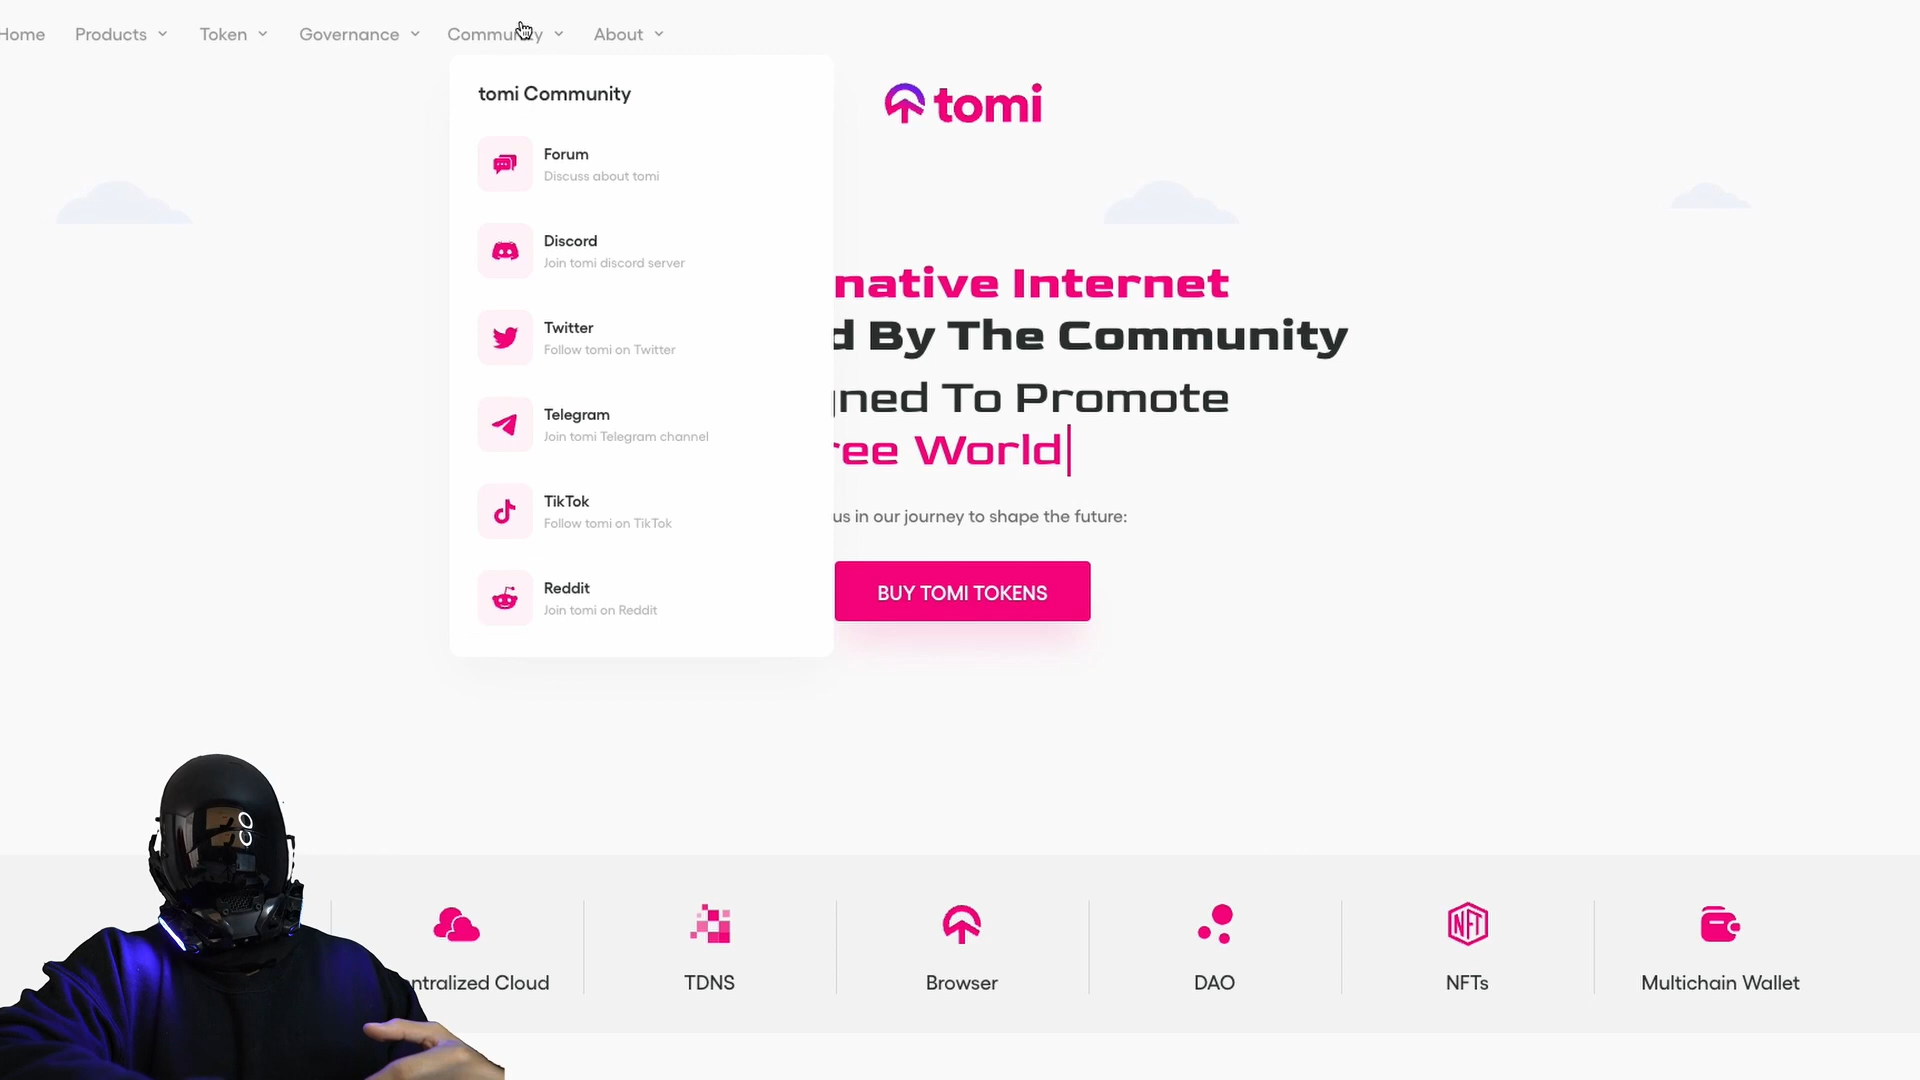 Home Products Token Governance Community About
tomi Community
tomi
Forum
Discuss about tomi
Discord
Join tomi discord server
native Internet
Twitter
d By The Community
Follow tomi on Twitter
gned To Promote
Telegram
Join tomi Telegram channel
ree World
TikTok
Follow tomi on TikTok
us in our journey to shape the future:
Reddit
Join tomi on Reddit
BUY TOMI TOKENS
NFT
ntralized Cloud
TDNS
Browser
DAO
NFTs
Multichain Wallet